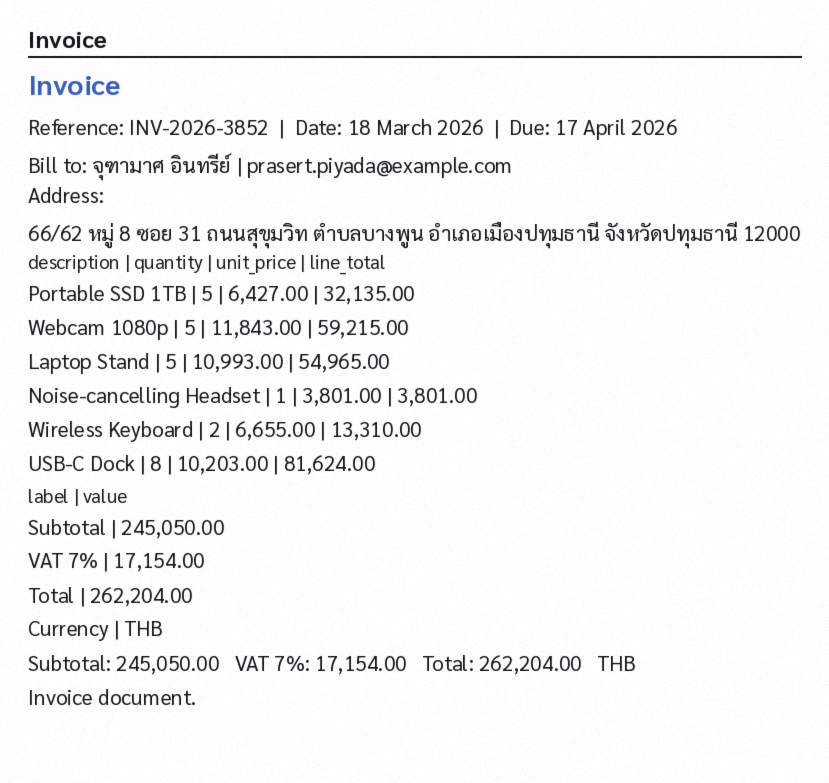 Invoice
Invoice
Reference: INV-2026-3852 | Date: 18 March 2026 | Due: 17 April 2026
Bill to: จุฑามาศ อินทรีย์ | prasert.piyada@example.com
Address:
66/62 หมู่ 8 ซอย 31 ถนนสุขุมวิท ตำบลบางพูน อำเภอเมืองปทุมธานี จังหวัดปทุมธานี 12000
description | quantity | unit_price | line_total
Portable SSD 1TB | 5 | 6,427.00 | 32,135.00
Webcam 1080p | 5 | 11,843.00 | 59,215.00
Laptop Stand | 5 | 10,993.00 | 54,965.00
Noise-cancelling Headset | 1 | 3,801.00 | 3,801.00
Wireless Keyboard | 2 | 6,655.00 | 13,310.00
USB-C Dock | 8 | 10,203.00 | 81,624.00
label | value
Subtotal | 245,050.00
VAT 7% | 17,154.00
Total | 262,204.00
Currency | THB
Subtotal: 245,050.00 VAT 7%: 17,154.00 Total: 262,204.00 THB
Invoice document.